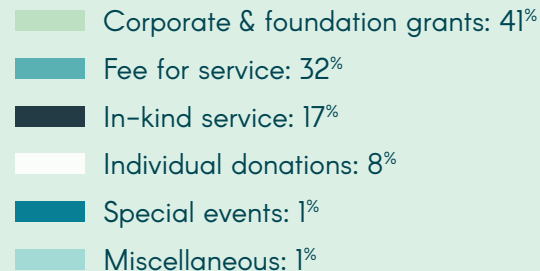 Corporate & foundation grants: 41%
Fee for service: 32%
In-kind service: 17%
Individual donations: 8%
Special events: 1%
Miscellaneous: 1%